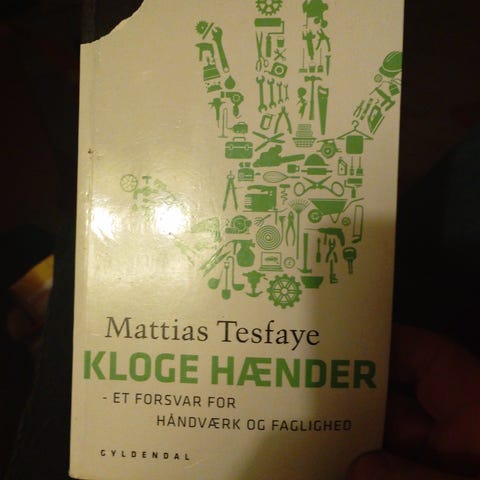 Mattias Tesfaye
KLOGE HÆNDER
- ET FORSVAR FOR
HÅNDVÆRK OG FAGLIGHED
GYLDENDAL